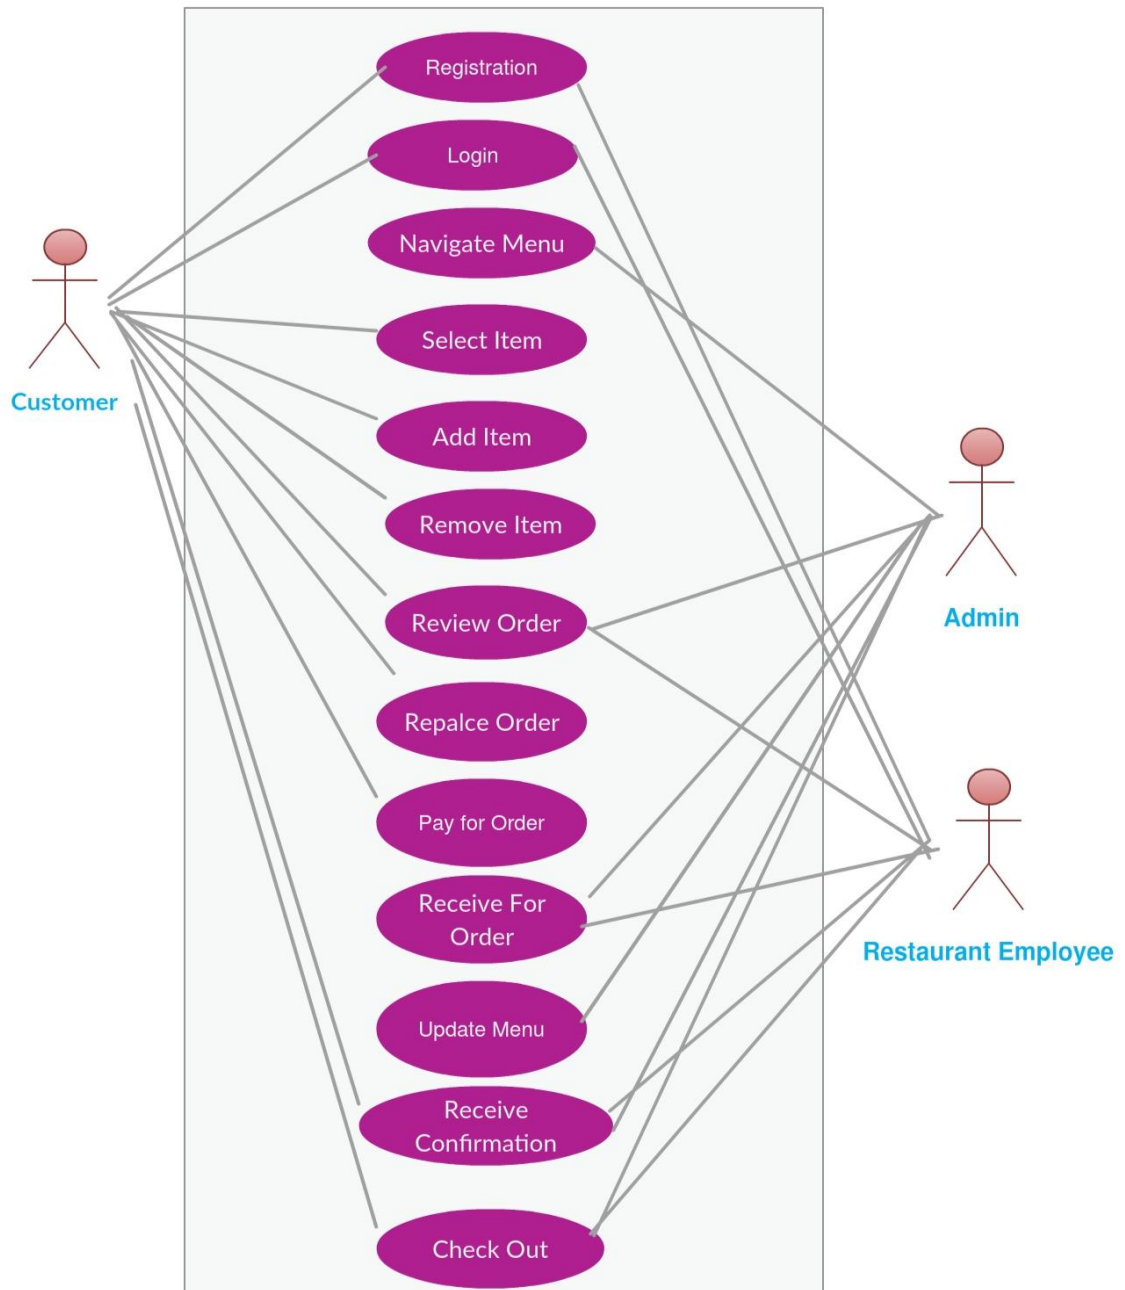 Registration
Login
Navigate Menu
Select Item
Customer
Add Item
Remove Item
Review Order
Admin
Repalce Order
Pay for Order
Receive For
Order
Restaurant Employee
Update Menu
Receive
Confirmation
Check Out